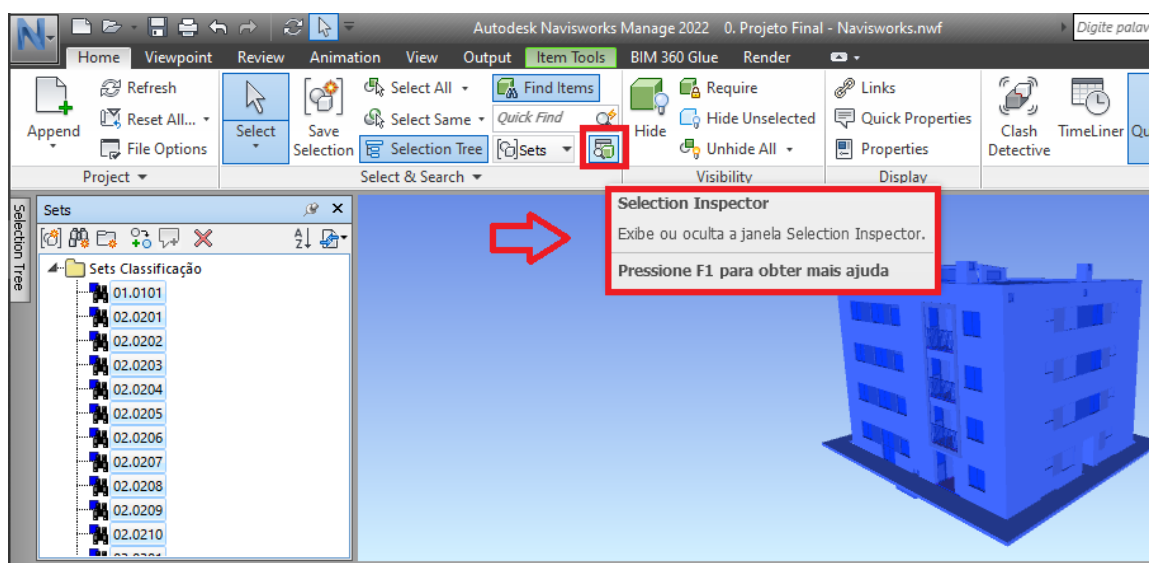 Autodesk Navisworks Manage 2022 0. Projeto Final - Navisworks.nwf
Digite palav
Home Viewpoint Review Animation View Output Item Tools BIM 360 Glue Render
Append
Refresh
Reset All...
File Options
Project
Select
Save Selection
Select All
Select Same
Selection Tree
Find Items
Quick Find
Sets
Select & Search
Hide
Require
Hide Unselected
Unhide All
Visibility
Links
Quick Properties
Properties
Display
Clash Detective
TimeLiner
Qu
Selection Tree
Sets
Sets Classificação
01.0101
02.0201
02.0202
02.0203
02.0204
02.0205
02.0206
02.0207
02.0208
02.0209
02.0210
Selection Inspector
Exibe ou oculta a janela Selection Inspector.
Pressione F1 para obter mais ajuda